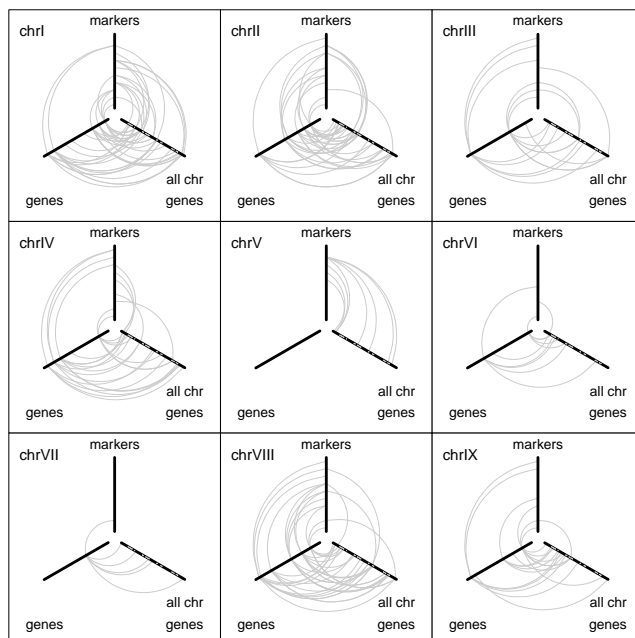 chrI
markers
genes
all chr
genes
chrII
markers
genes
all chr
genes
chrIII
markers
genes
all chr
genes
chrIV
markers
genes
all chr
genes
chrV
markers
genes
all chr
genes
chrVI
markers
genes
all chr
genes
chrVII
markers
genes
all chr
genes
chrVIII
markers
genes
all chr
genes
chrIX
markers
genes
all chr
genes